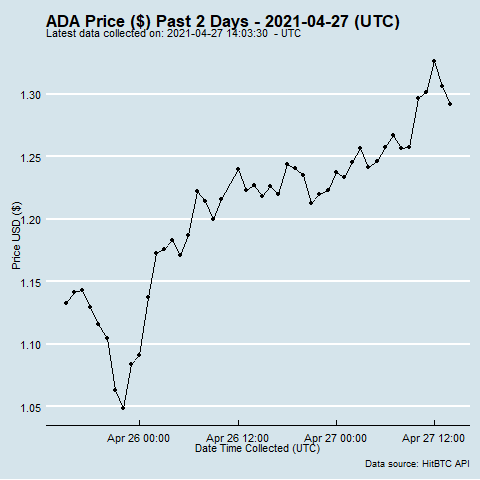 ADA Price ($) Past 2 Days - 2021-04-27 (UTC)
Latest data collected on: 2021-04-27 14:03:30  - UTC
1.30
1.25
1.20
1.15
1.10
1.05
Price USD ($)
Apr 26 00:00
Apr 26 12:00
Apr 27 00:00
Apr 27 12:00
Date Time Collected (UTC)
Data source: HitBTC API